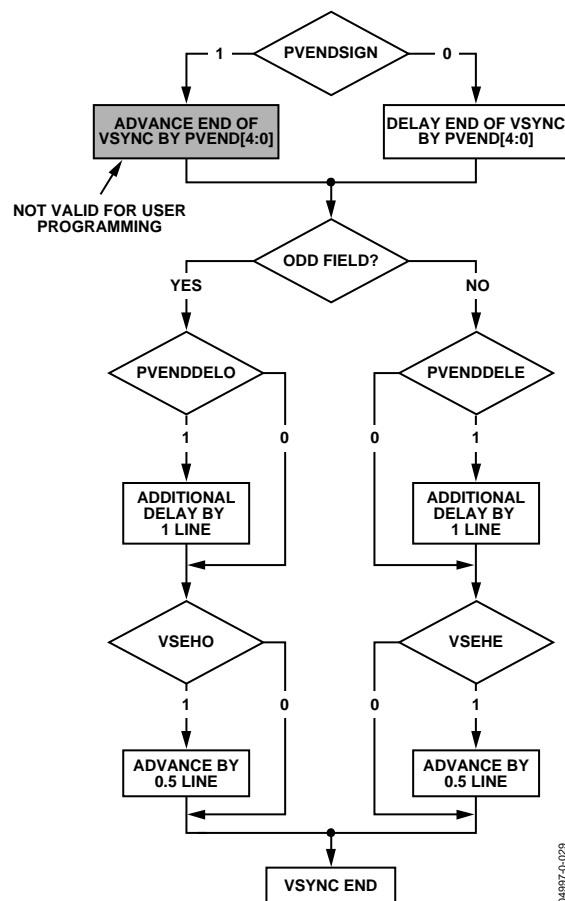 PVENDSIGN
1
0
ADVANCE END OF
VSYNC BY PVEND[4:0]
DELAY END OF VSYNC
BY PVEND[4:0]
NOT VALID FOR USER
PROGRAMMING
ODD FIELD?
YES
NO
PVENDDELO
PVENDDELE
1
0
0
1
ADDITIONAL
DELAY BY
1 LINE
ADDITIONAL
DELAY BY
1 LINE
VSEHO
VSEHE
1
0
0
1
ADVANCE BY
0.5 LINE
ADVANCE BY
0.5 LINE
VSYNC END
04997-0-029